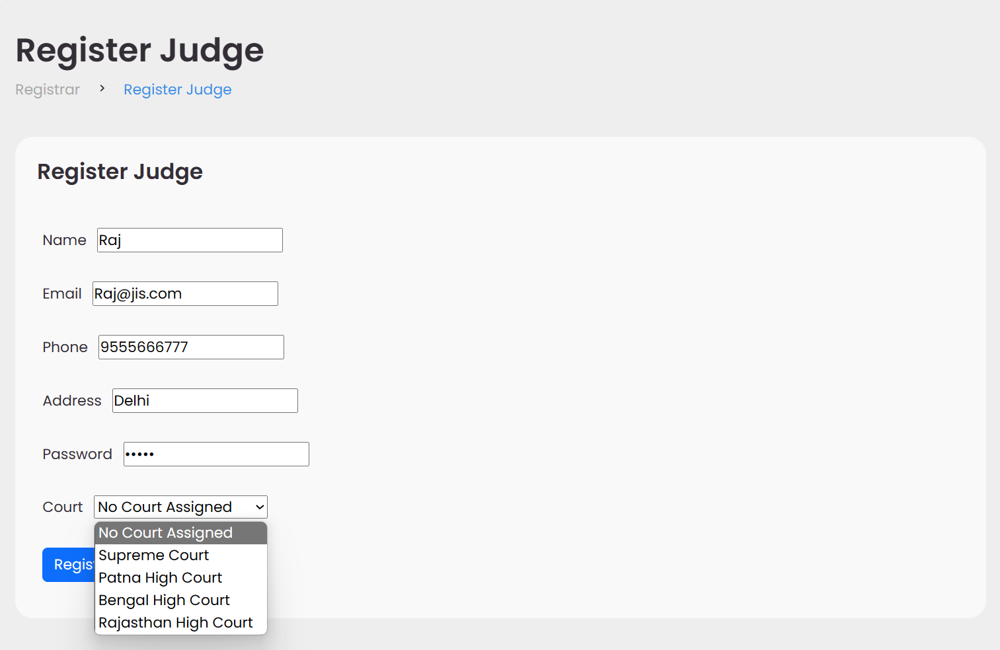 Register Judge
Registrar > Register Judge
Register Judge
Name Raj
Email Raj@jis.com
Phone 9555666777
Address Delhi
Password •••••
Court No Court Assigned
No Court Assigned
Supreme Court
Regis
Patna High Court
Bengal High Court
Rajasthan High Court